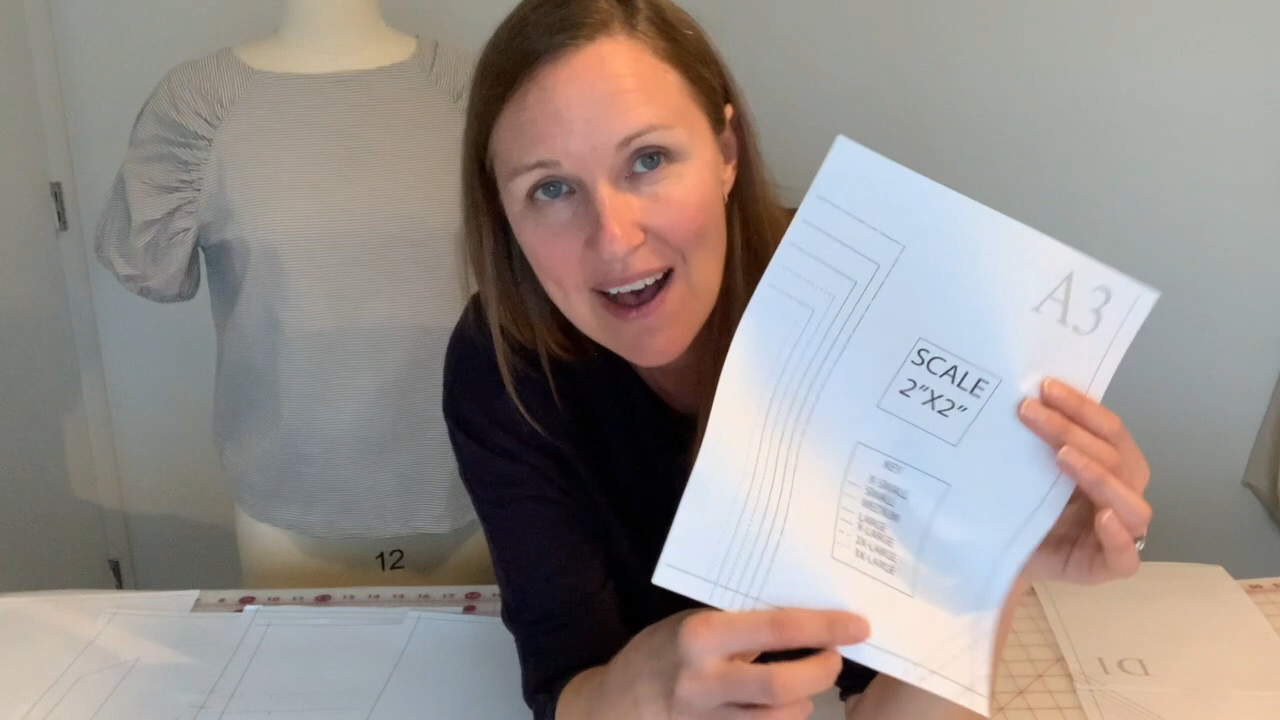 A3
SCALE
2"X2"
KEY:
X-SMALL
SMALL
MEDIUM
LARGE
X-LARGE
2X-LARGE
3X-LARGE
12
D1